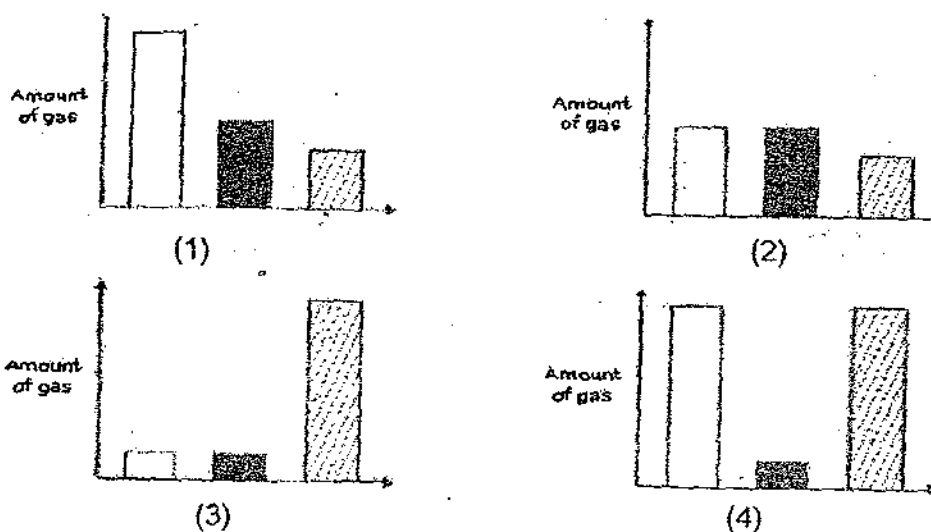 Amount
of gas
Amount
of gas
(1)
(2)
Amount
of gas
Amount
of gas
(3)
(4)